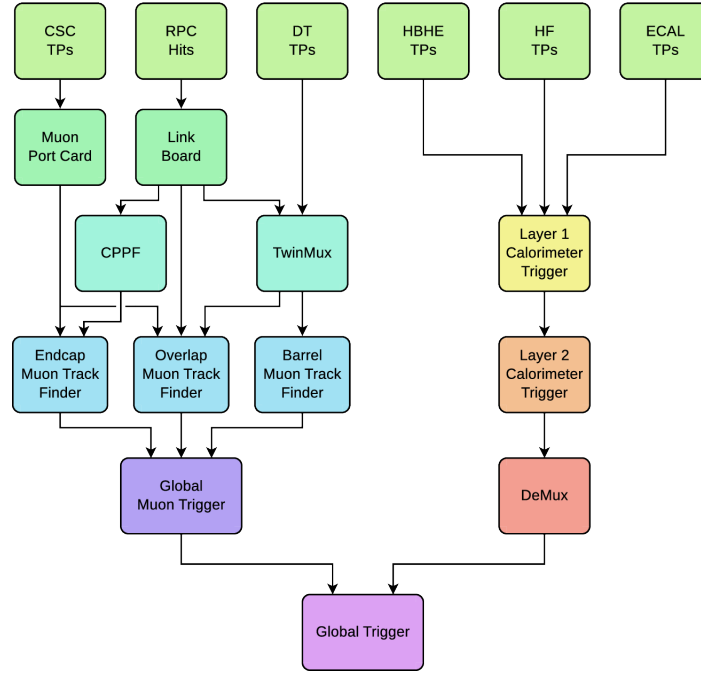 CSC
TPs
RPC
Hits
DT
TPs
HBHE
TPs
HF
TPs
ECAL
TPs
Muon
Port Card
Link
Board
CPPF
TwinMux
Layer 1
Calorimeter
Trigger
Endcap
Muon Track
Finder
Overlap
Muon Track
Finder
Barrel
Muon Track
Finder
Layer 2
Calorimeter
Trigger
Global
Muon Trigger
DeMux
Global Trigger